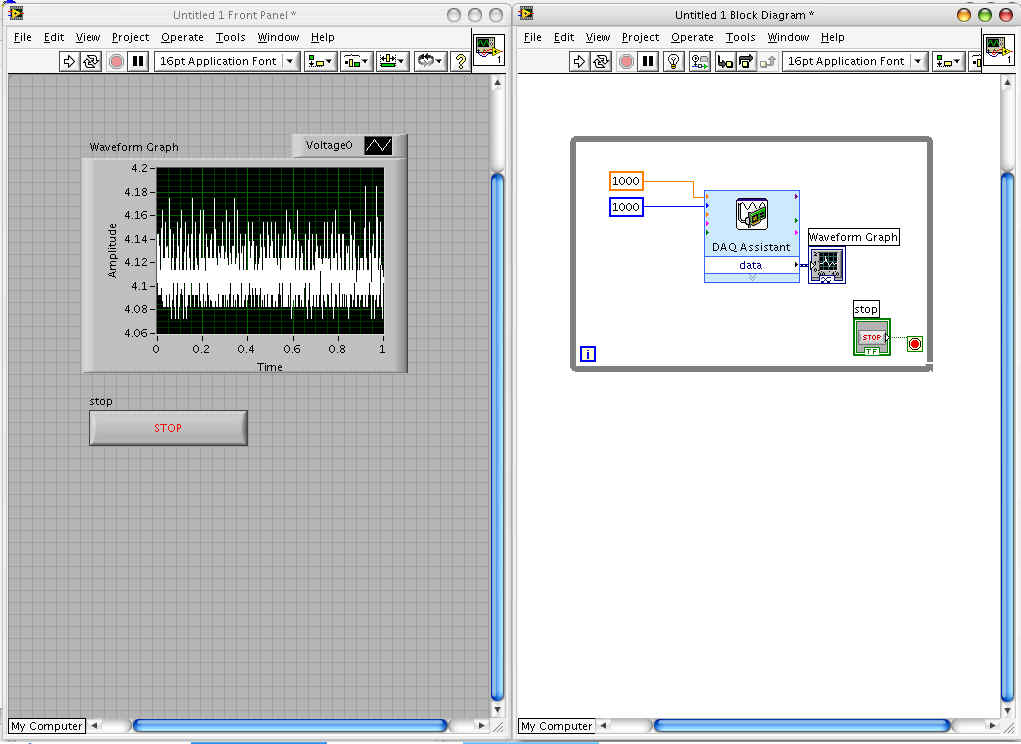 Untitled 1 Front Panel *
File Edit View Project Operate Tools Window Help
1
16pt Application Font
?
Waveform Graph
Voltage0
Amplitude
4.2
4.18
4.16
4.14
4.12
4.1
4.08
4.06
0 0.2 0.4 0.6 0.8 1
Time
stop
STOP
My Computer
Untitled 1 Block Diagram *
File Edit View Project Operate Tools Window Help
1
16pt Application Font
1000
1000
DAQ Assistant
data
Waveform Graph
stop
STOP
TF
i
My Computer